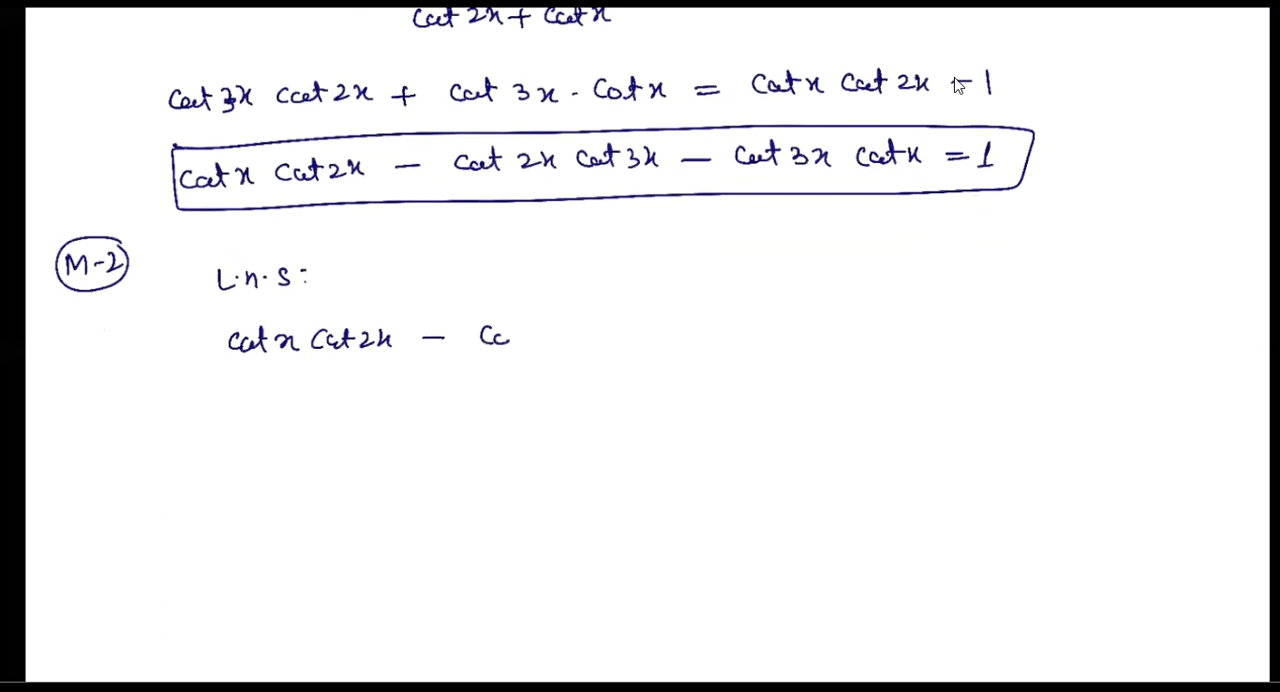 cot 2x + cot x
cot 3x cot 2x + cot 3x . cot x = cot x cot 2x - 1
cot x cot 2x - cot 2x cot 3x - cot 3x cot x = 1
M-2
L.H.S:
cot x cot 2x - co